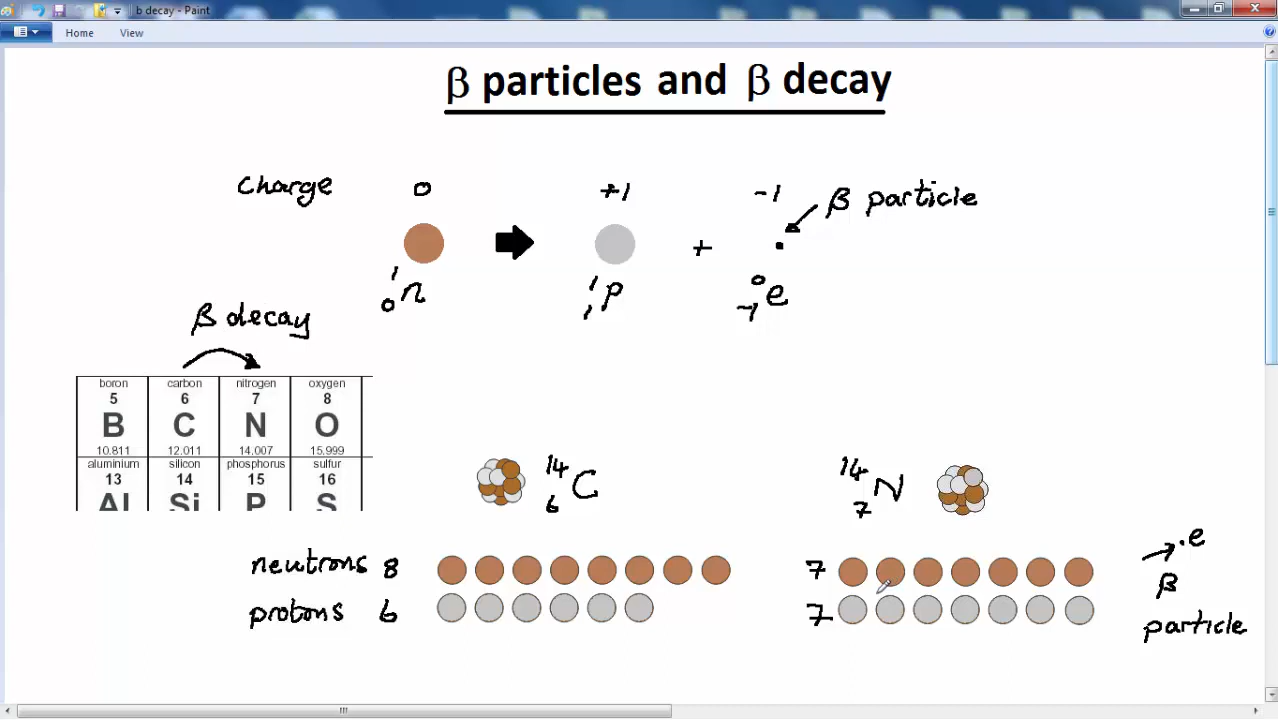 b decay - Paint
Home View
β particles and β decay
charge 0 +1 -1 β particle
+
1 0 n 1 1 p 0 -1 e
β decay
boron carbon nitrogen oxygen
5 6 7 8
B C N O
10.811 12.011 14.007 15.999
aluminium silicon phosphorus sulfur
13 14 15 16
Al Si P S
14 6 C 14 7 N
neutrons 8 7
protons 6 7
.e
β
particle